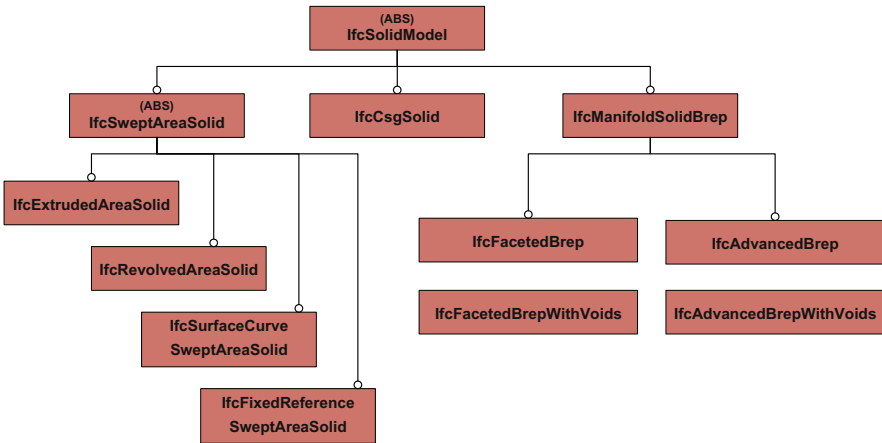 (ABS)
IfcSolidModel
(ABS)
IfcSweptAreaSolid
IfcCsgSolid
IfcManifoldSolidBrep
IfcExtrudedAreaSolid
IfcFacetedBrep
IfcAdvancedBrep
IfcRevolvedAreaSolid
IfcFacetedBrepWithVoids
IfcAdvancedBrepWithVoids
IfcSurfaceCurve
SweptAreaSolid
IfcFixedReference
SweptAreaSolid